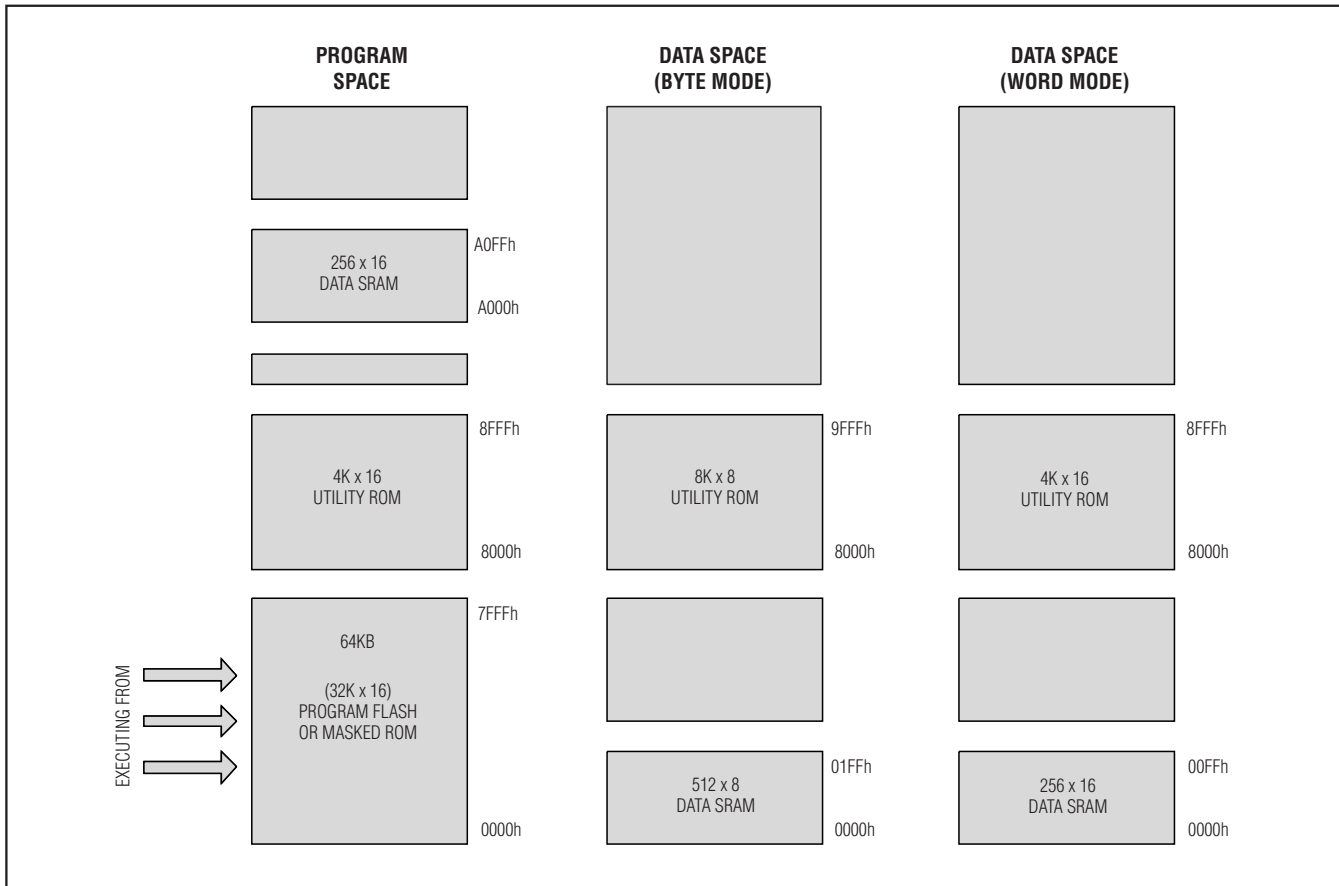 PROGRAM
SPACE
DATA SPACE
(BYTE MODE)
DATA SPACE
(WORD MODE)
A0FFh
256 x 16
DATA SRAM
A000h
8FFFh
4K x 16
UTILITY ROM
8000h
9FFFh
8K x 8
UTILITY ROM
8000h
8FFFh
4K x 16
UTILITY ROM
8000h
EXECUTING FROM
7FFFh
64KB
(32K x 16)
PROGRAM FLASH
OR MASKED ROM
0000h
01FFh
512 x 8
DATA SRAM
0000h
00FFh
256 x 16
DATA SRAM
0000h